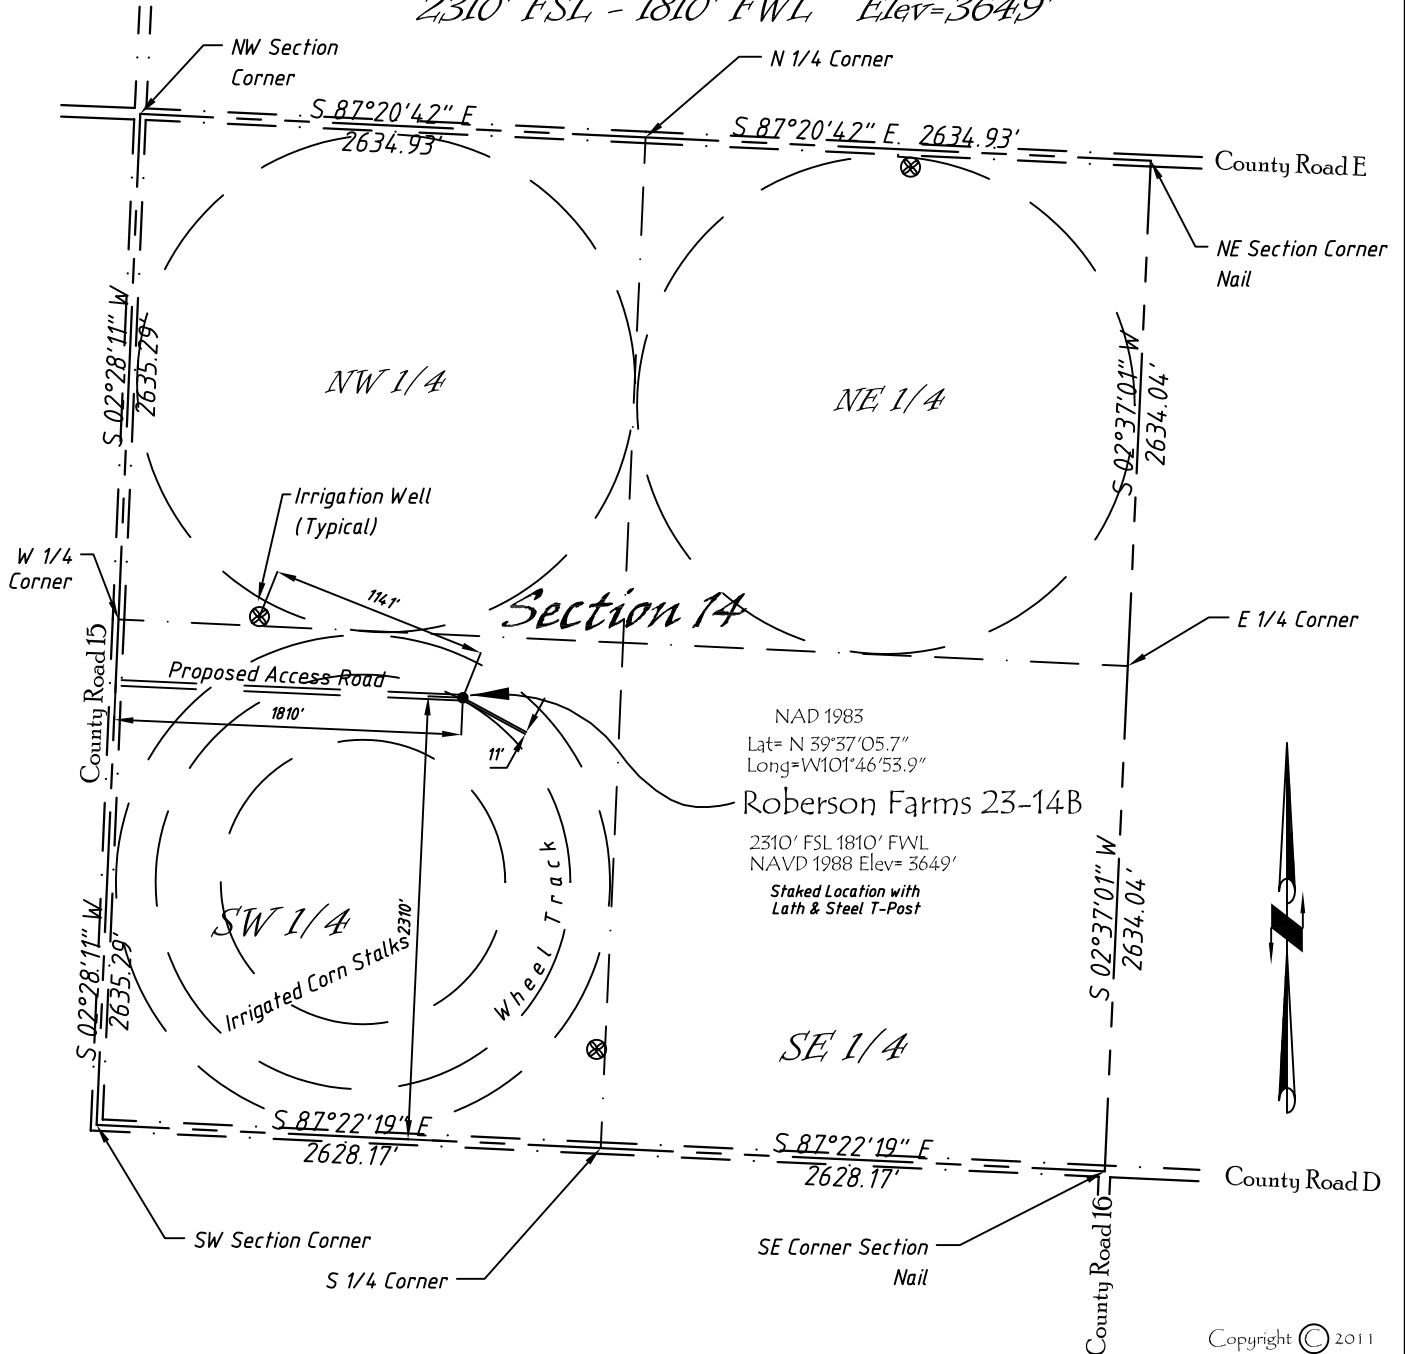 2310' FSL - 1810' FWL Elev=3649'
NW Section
Corner
N 1/4 Corner
S 87°20'42" E
2634.93'
S 87°20'42" E. 2634.93'
County Road E
NE Section Corner
Nail
S 02°28'11" W
2635.29'
NW 1/4
NE 1/4
S 02°37'01" W
2634.04'
Irrigation Well
(Typical)
W 1/4
Corner
1141'
Section 14
E 1/4 Corner
County Road 15
Proposed Access Road
1810'
11'
NAD 1983
Lat= N 39°37'05.7"
Long=W101°46'53.9"
Roberson Farms 23-14B
2310' FSL 1810' FWL
NAVD 1988 Elev= 3649'
Staked Location with
Lath & Steel T-Post
S 02°28'11" W
2635.29'
SW 1/4
Irrigated Corn Stalks
2310'
Wheel Track
SE 1/4
S 02°37'01" W
2634.04'
S 87°22'19" E
2628.17'
S 87°22'19" E
2628.17'
County Road D
SW Section Corner
S 1/4 Corner
SE Corner Section
Nail
County Road 16
Copyright © 2011